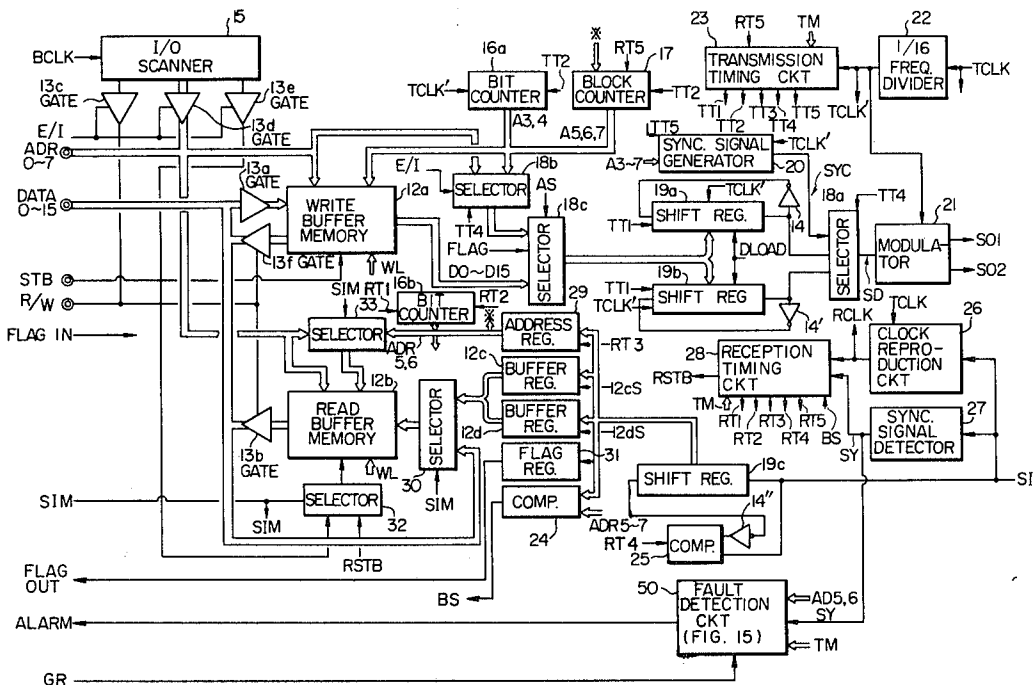 15
I/O SCANNER
BCLK
13c GATE
13e GATE
13d GATE
E/I
ADR 0~7
13a GATE
DATA 0~15
12a
WRITE BUFFER MEMORY
13f GATE
STB
R/W
FLAG IN
WL
16a
BIT COUNTER
TCLK'
TT2
A3, 4
※
RT5
17
BLOCK COUNTER
TT2
A5,6,7
E/I
18b
SELECTOR
TT4
FLAG
AS
18c
SELECTOR
DO~D15
SIM
RT1
16b
BIT COUNTER
RT2
※
33
SELECTOR
ADR 5,6
29
ADDRESS REG.
RT3
12b
READ BUFFER MEMORY
13b GATE
WL
12c
BUFFER REG.
12cS
12d
BUFFER REG.
12dS
31
FLAG REG.
COMP.
24
ADR5~7
SELECTOR
30
SIM
SIM
SIM
SELECTOR
32
RSTB
FLAG OUT
BS
ALARM
GR
23
RT5
TM
TRANSMISSION TIMING CKT
TT1
TT2
TT3
TT4
TT5
22
1/16 FREQ. DIVIDER
TCLK
TCLK'
TT5
SYNC. SIGNAL GENERATOR
TCLK'
A3~7
20
SYC
19a
TCLK'
SHIFT REG.
TT1
14
DLOAD
19b
TT1
TCLK'
SHIFT REG
14'
18a
SELECTOR
TT4
SD
21
MODULATOR
SO1
SO2
TCLK
RCLK
26
CLOCK REPRODUCTION CKT
28
RECEPTION TIMING CKT
RSTB
TM
RT1
RT2
RT3
RT4
RT5
BS
SY
27
SYNC. SIGNAL DETECTOR
19c
SHIFT REG.
SI
14"
RT4
COMP.
25
50
FAULT DETECTION CKT (FIG. 15)
AD5,6
SY
TM